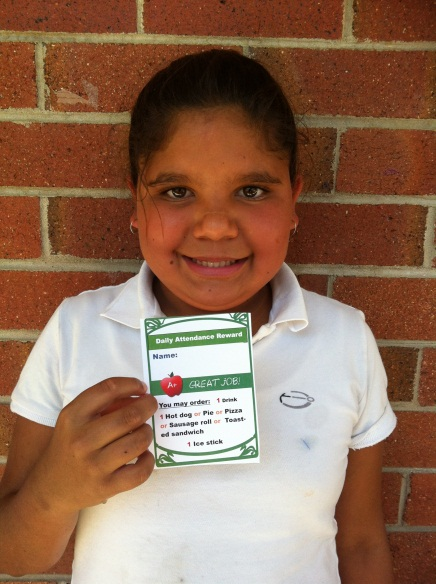 Daily Attendance Reward
Name:
A+ GREAT JOB!
You may order: 1 Drink
1 Hot dog or Pie or Pizza
or Sausage roll or Toast-
ed sandwich
1 Ice stick